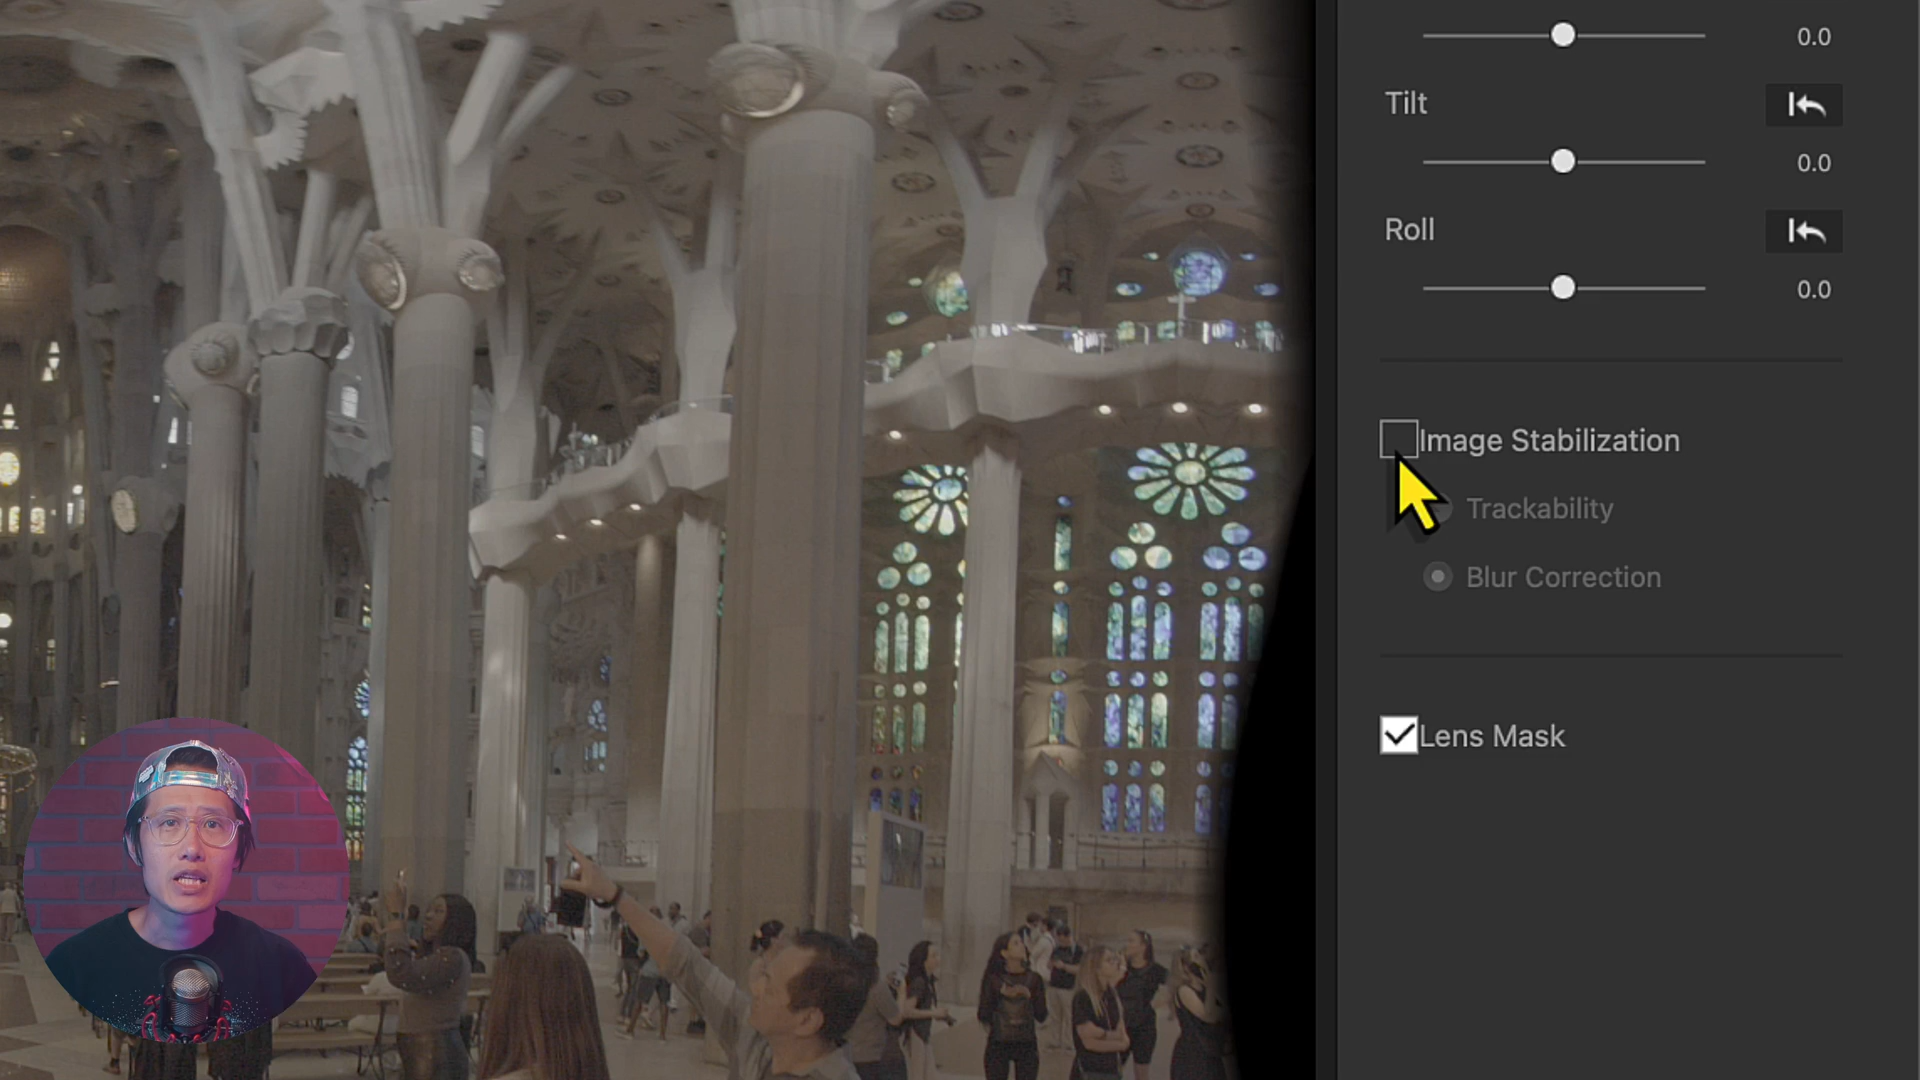 0.0
Tilt
0.0
Roll
0.0
Image Stabilization
Trackability
Blur Correction
Lens Mask